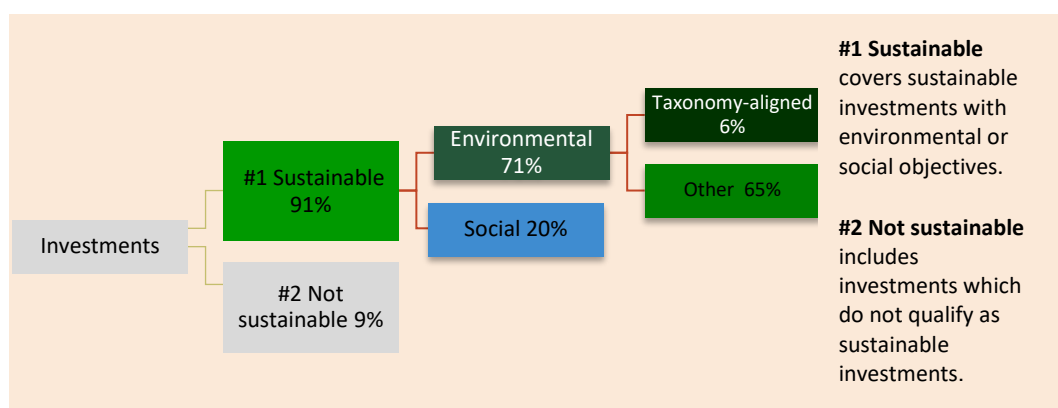 Investments
#1 Sustainable
91%
#2 Not
sustainable 9%
Environmental
71%
Social 20%
Taxonomy-aligned
6%
Other 65%
#1 Sustainable
covers sustainable
investments with
environmental or
social objectives.
#2 Not sustainable
includes
investments which
do not qualify as
sustainable
investments.